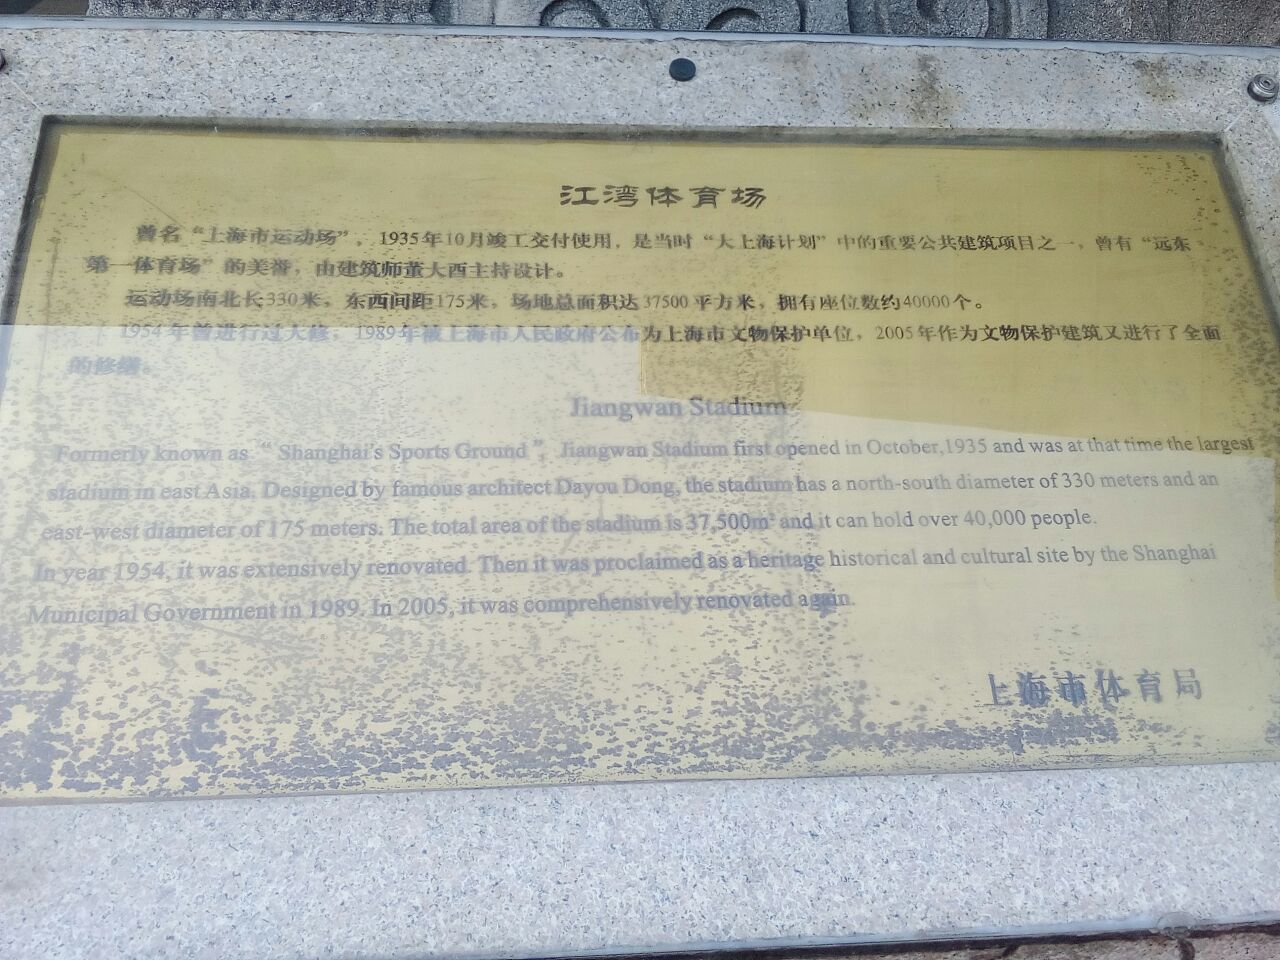 江湾体育场
曾名“上海市运动场”，1935年10月竣工交付使用，是当时“大上海计划”中的重要公共建筑项目之一，曾有“远东
第一体育场”的美誉，由建筑师董大酉主持设计。
运动场南北长330米，东西间距175米，场地总面积达37500平方米，拥有座位数约40000个。
1954年曾进行过大修，1989年被上海市人民政府公布为上海市文物保护单位，2005年作为文物保护建筑又进行了全面
的修缮。
Jiangwan Stadium
Formerly known as “ Shanghai's Sports Ground ”, Jiangwan Stadium first opened in October,1935 and was at that time the largest
stadium in east Asia. Designed by famous architect Dayou Dong, the stadium has a north-south diameter of 330 meters and an
east-west diameter of 175 meters. The total area of the stadium is 37,500m² and it can hold over 40,000 people.
In year 1954, it was extensively renovated. Then it was proclaimed as a heritage historical and cultural site by the Shanghai
Municipal Government in 1989. In 2005, it was comprehensively renovated again.
上海市体育局